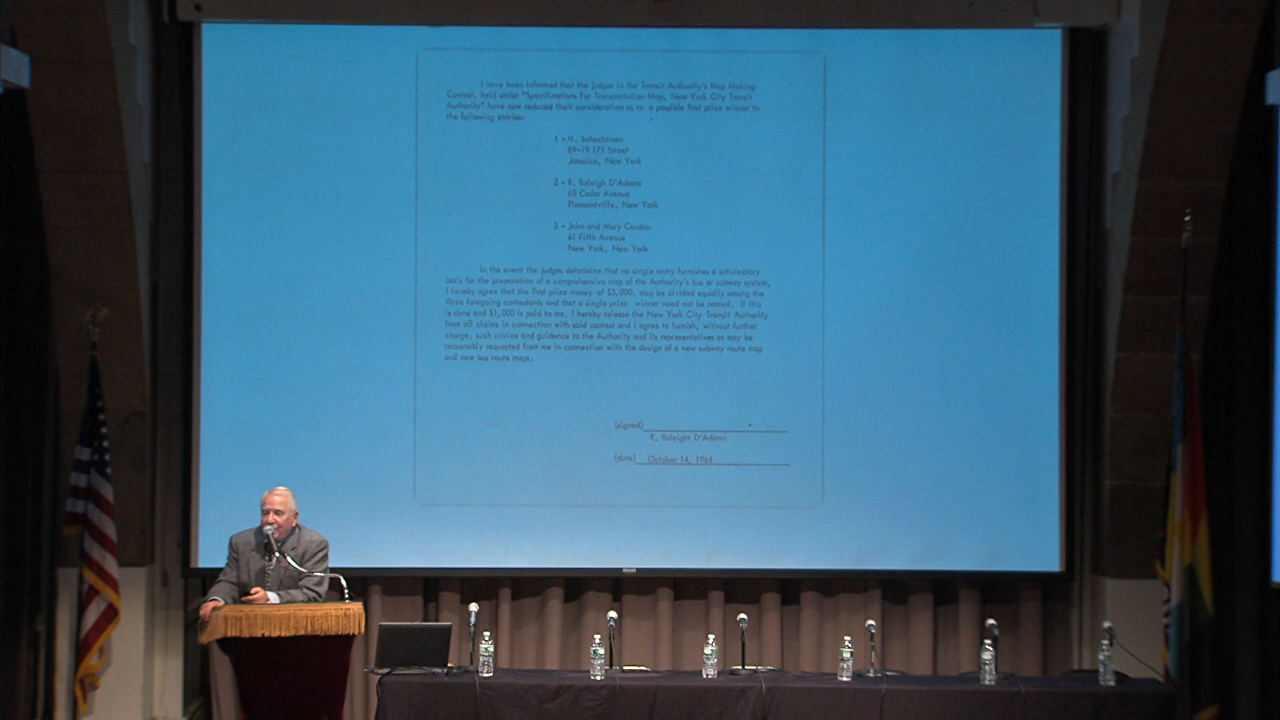 I have been informed that the judges in the Transit Authority's Map Making
Contest, held under "Specifications For Transportation Map, New York City Transit
Authority" have now reduced their consideration as to a possible first prize winner to
the following entries:
1 - H. Schechtman
89-19 171 Street
Jamaica, New York
2 - R. Raleigh D'Adamo
60 Cedar Avenue
Pleasantville, New York
3 - John and Mary Condon
41 Fifth Avenue
New York, New York
In the event the judges determine that no single entry furnishes a satisfactory
basis for the preparation of a comprehensive map of the Authority's bus or subway system,
I hereby agree that the first prize money of $3,000. may be divided equally among the
three foregoing contestants and that a single prize winner need not be named. If this
is done and $1,000 is paid to me, I hereby release the New York City Transit Authority
from all claims in connection with said contest and I agree to furnish, without further
charge, such advice and guidance to the Authority and its representatives as may be
reasonably requested from me in connection with the design of a new subway route map
and new bus route maps.
(signed)
R. Raleight D'Adamo
(date) October 14, 1964